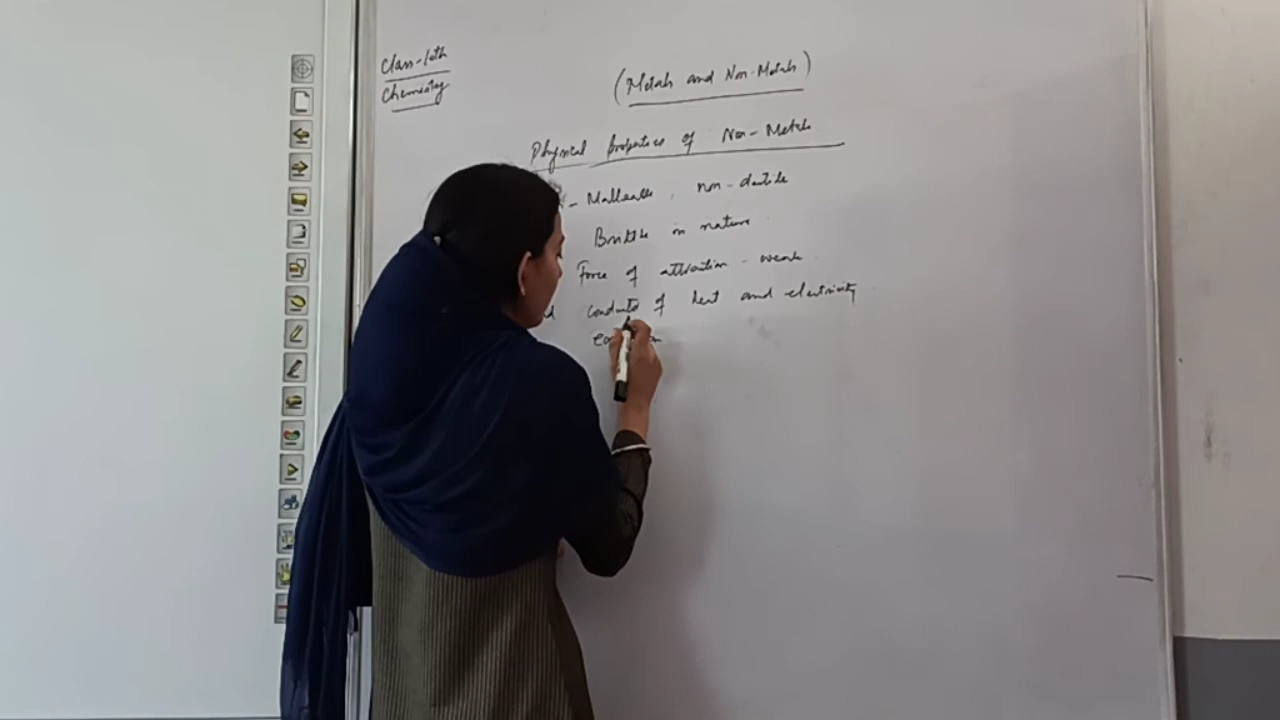 Class-10th
Chemistry
(Metals and Non-Metals)
Physical properties of Non-Metals
- Malleable, non-ductile
Brittle in nature
Force of attraction - weak
conductor of heat and electricity